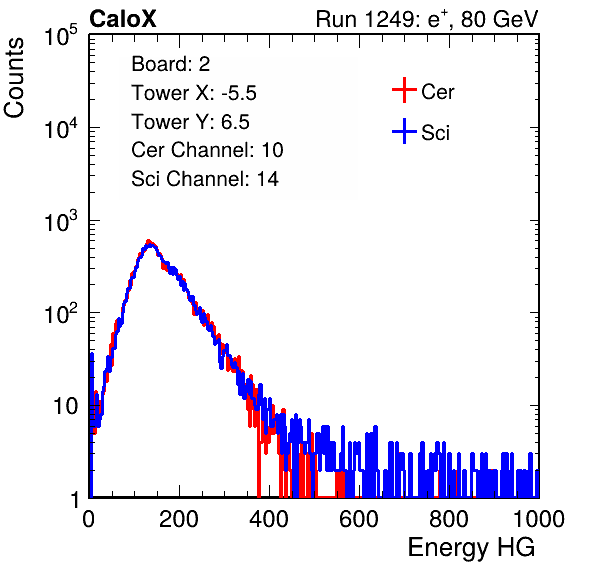 CaloX Run 1249: e⁺, 80 GeV
Counts
10⁵
10⁴
10³
10²
10
1
Board: 2
Tower X: -5.5
Tower Y: 6.5
Cer Channel: 10
Sci Channel: 14
Cer
Sci
0 200 400 600 800 1000
Energy HG